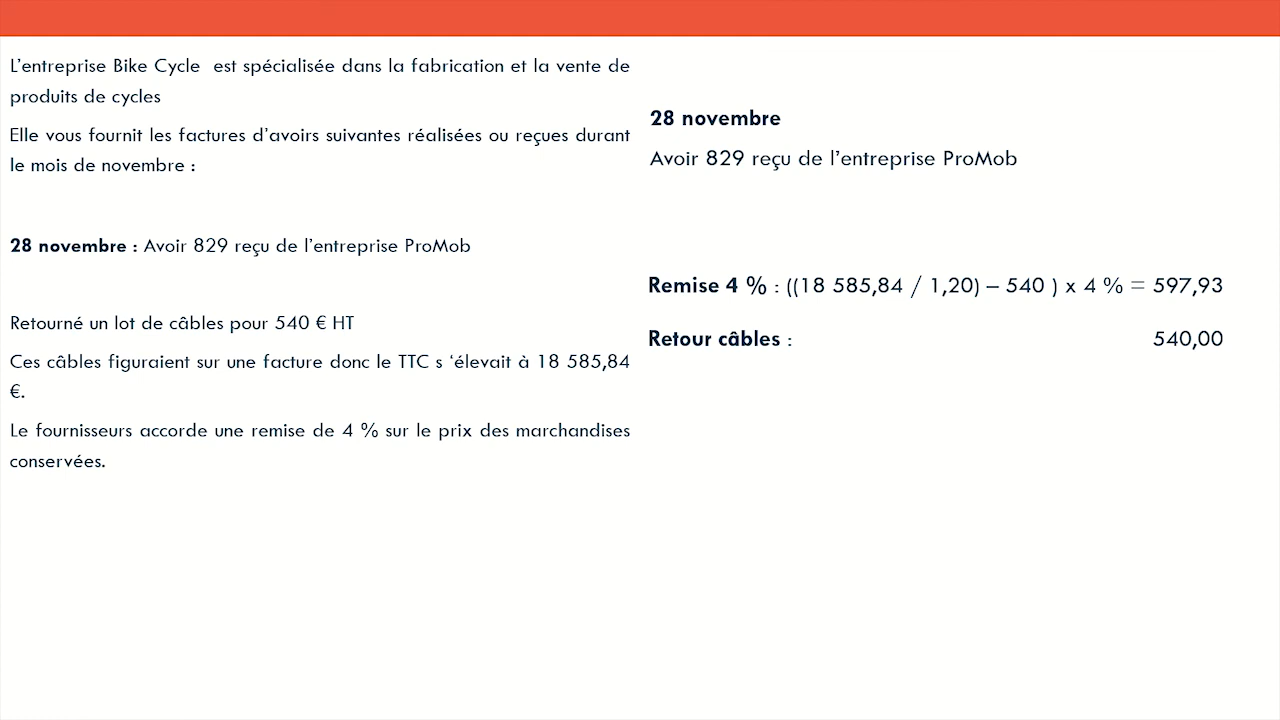 L’entreprise Bike Cycle  est spécialisée dans la fabrication et la vente de
produits de cycles
Elle vous fournit les factures d’avoirs suivantes réalisées ou reçues durant
le mois de novembre :
28 novembre : Avoir 829 reçu de l’entreprise ProMob
Retourné un lot de câbles pour 540 € HT
Ces câbles figuraient sur une facture donc le TTC s ‘élevait à 18 585,84
€.
Le fournisseurs accorde une remise de 4 % sur le prix des marchandises
conservées.
28 novembre
Avoir 829 reçu de l’entreprise ProMob
Remise 4 % : ((18 585,84 / 1,20) – 540 ) x 4 % = 597,93
Retour câbles : 540,00